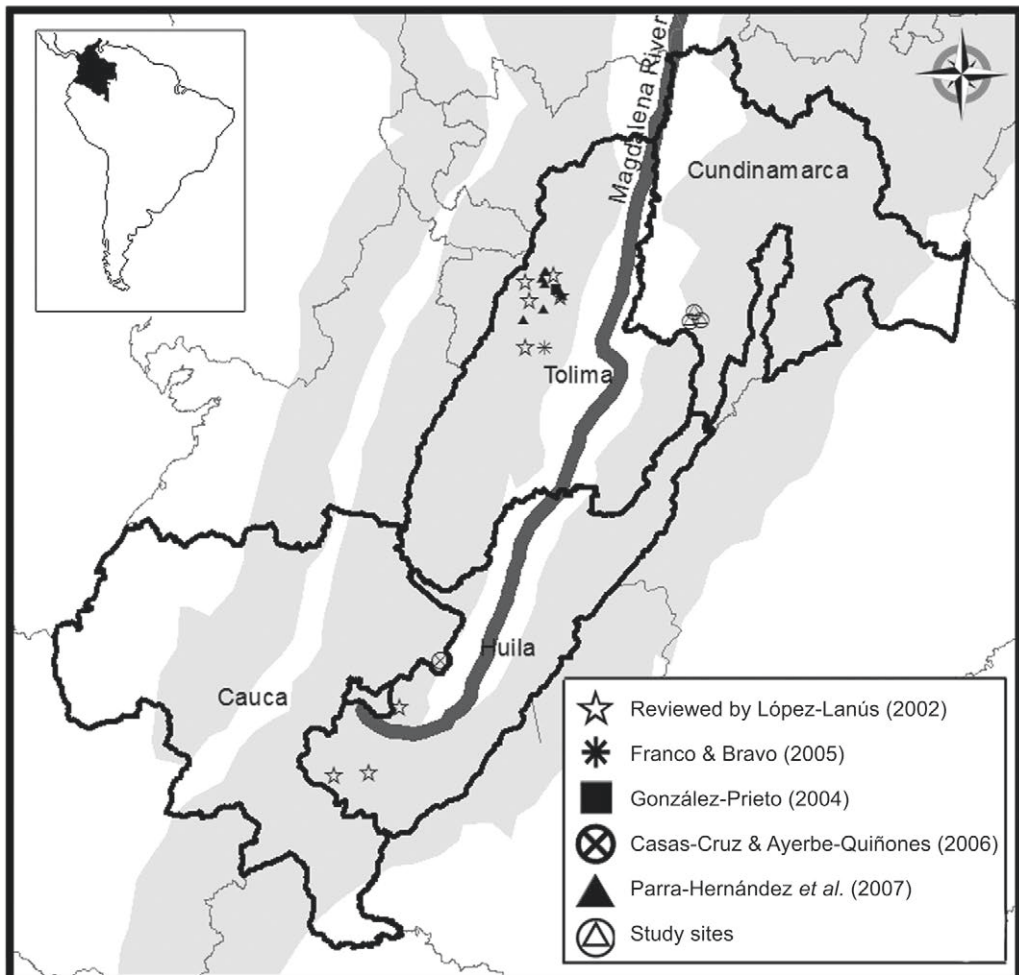 Magdalena River
Cundinamarca
Tolima
Huila
Cauca
Reviewed by López-Lanús (2002)
Franco & Bravo (2005)
González-Prieto (2004)
Casas-Cruz & Ayerbe-Quiñones (2006)
Parra-Hernández et al. (2007)
Study sites